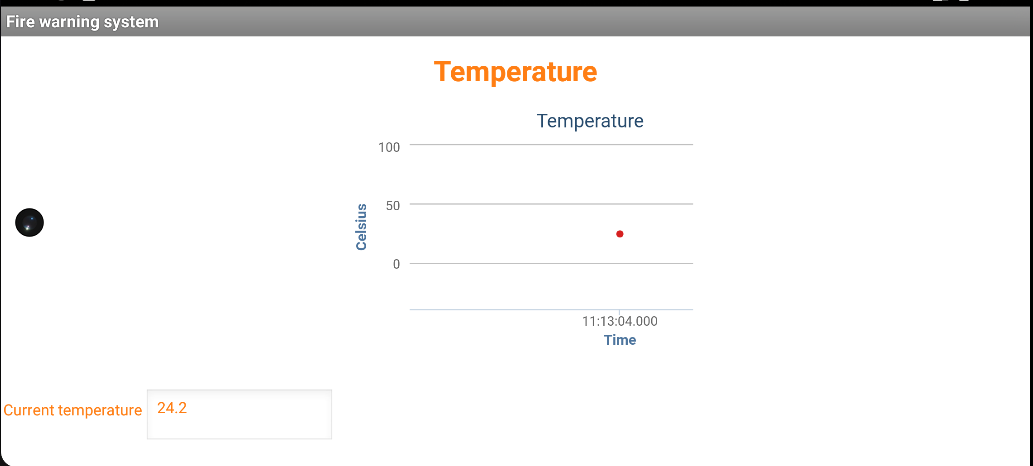 Fire warning system
Temperature
Temperature
100
50
0
Celsius
11:13:04.000
Time
Current temperature 24.2